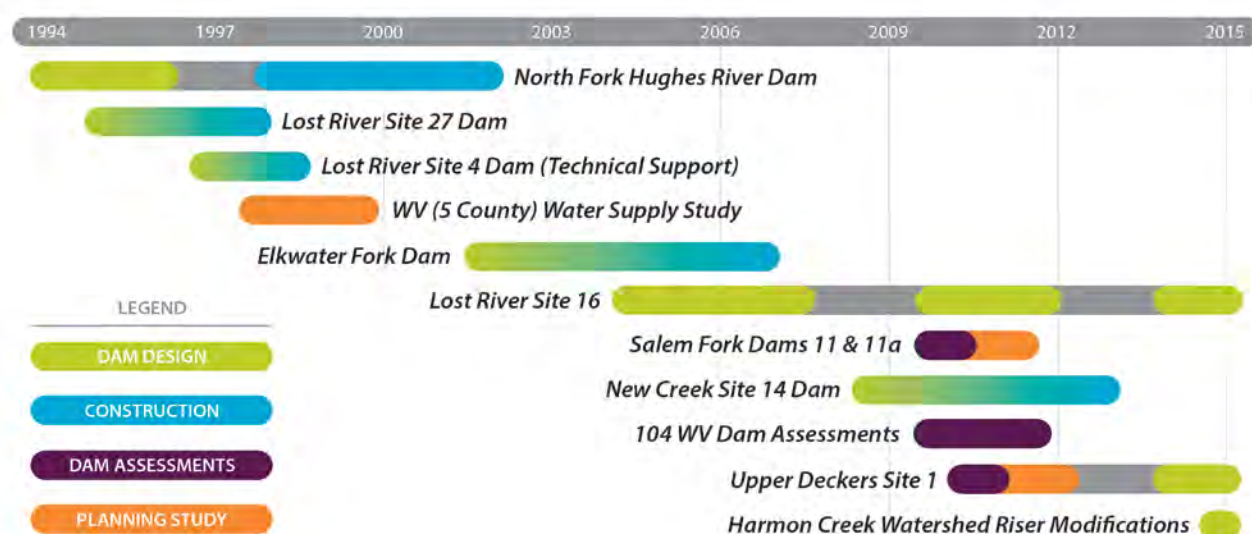 1994 1997 2000 2003 2006 2009 2012 2015
North Fork Hughes River Dam
Lost River Site 27 Dam
Lost River Site 4 Dam (Technical Support)
WV (5 County) Water Supply Study
Elkwater Fork Dam
Lost River Site 16
LEGEND
DAM DESIGN
CONSTRUCTION
DAM ASSESSMENTS
PLANNING STUDY
Salem Fork Dams 11 & 11a
New Creek Site 14 Dam
104 WV Dam Assessments
Upper Deckers Site 1
Harmon Creek Watershed Riser Modifications